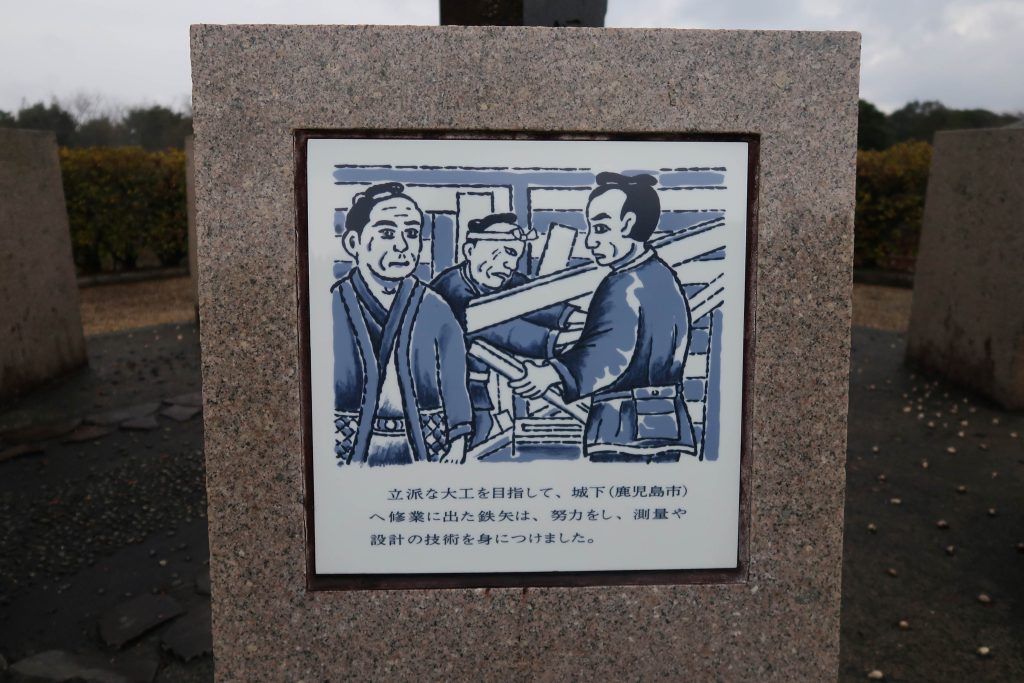 立派な大工を目指して、城下(鹿児島市)
へ修業に出た鉄矢は、努力をし、測量や
設計の技術を身につけました。